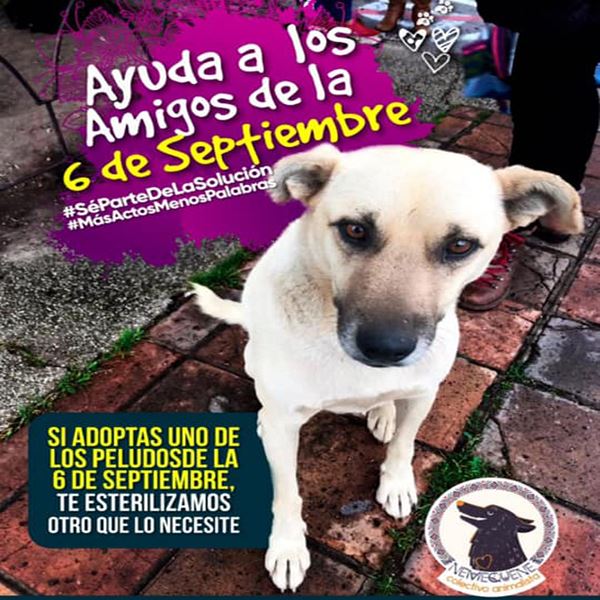 Ayuda a los
Amigos de la
6 de Septiembre
#SéParteDeLaSolución
#MásActosMenosPalabras
SI ADOPTAS UNO DE
LOS PELUDOSDE LA
6 DE SEPTIEMBRE,
TE ESTERILIZAMOS
OTRO QUE LO NECESITE
NEMEQUENE
colectivo animalista